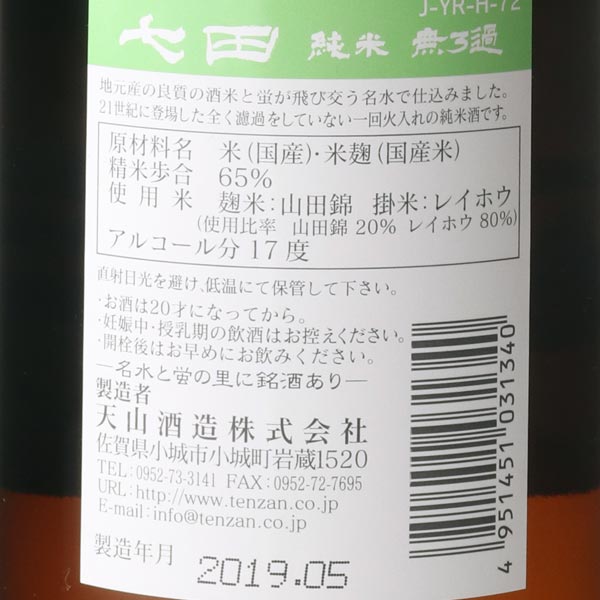 J-YR-H-72
七田 純米 無ろ過
地元産の良質の酒米と蛍が飛び交う名水で仕込みました。
21世紀に登場した全く濾過をしていない一回火入れの純米酒です。
原材料名 米(国産)・米麹(国産米)
精米歩合 65%
使用米 麹米:山田錦 掛米:レイホウ
(使用比率 山田錦 20% レイホウ 80%)
アルコール分 17度
直射日光を避け、低温にて保管して下さい。
・お酒は20才になってから。
・妊娠中・授乳期の飲酒はお控えください。
・開栓後はお早めにお飲みください。
―名水と蛍の里に銘酒あり―
製造者
天山酒造株式会社
佐賀県小城市小城町岩蔵1520
TEL:0952-73-3141 FAX:0952-72-7695
URL:http://www.tenzan.co.jp
E-mail:info@tenzan.co.jp
製造年月 2019.05
4 951451 031340